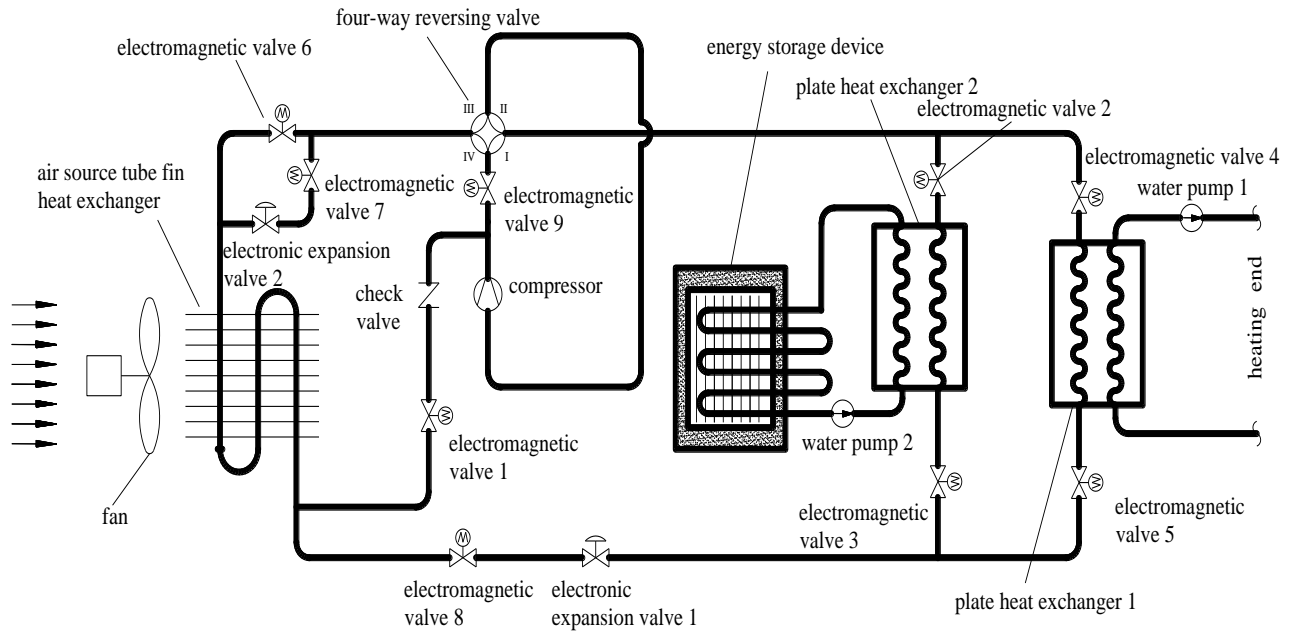 four-way reversing valve
electromagnetic valve 6
energy storage device
plate heat exchanger 2
electromagnetic valve 2
III
II
IV
I
air source tube fin
heat exchanger
electromagnetic
valve 7
electromagnetic
valve 9
electromagnetic valve 4
water pump 1
electronic expansion
valve 2
check
valve
compressor
heating end
electromagnetic
valve 1
water pump 2
fan
electromagnetic
valve 3
electromagnetic
valve 5
electromagnetic
valve 8
electronic
expansion valve 1
plate heat exchanger 1
M
M
M
M
M
M
M
M
M